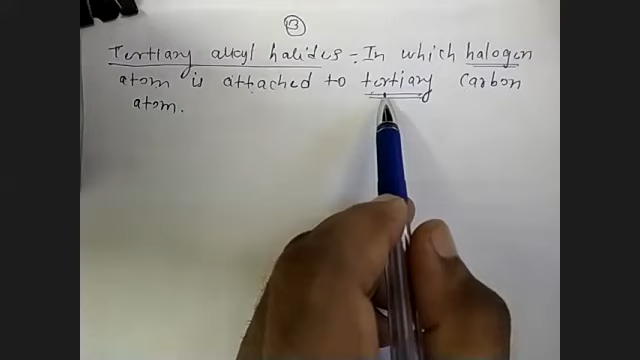 13
Tertiary alkyl halides :- In which halogen
atom is attached to tertiary carbon
atom.